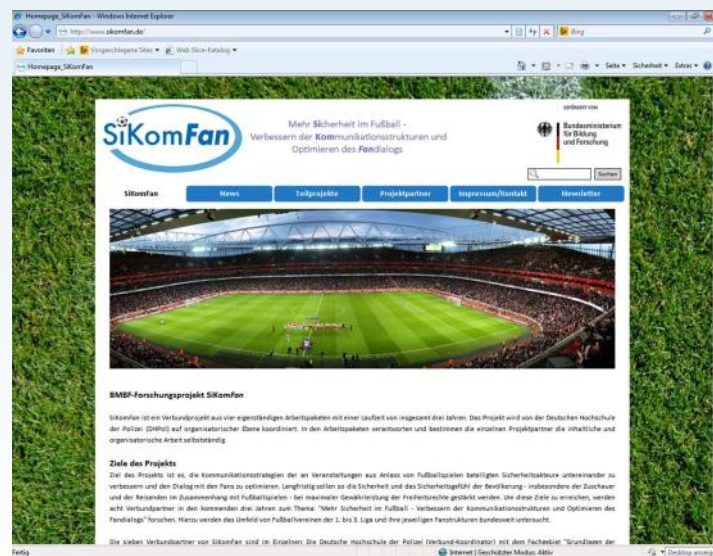 Homepage_SiKomFan - Windows Internet Explorer
http://www.sikomfan.de/
Bing
Favoriten Vorgeschlagene Sites Web Slice-Katalog
Homepage_SiKomFan
Seite Sicherheit Extras
GEFÖRDERT VOM
SiKomFan
Mehr Sicherheit im Fußball -
Verbessern der Kommunikationsstrukturen und
Optimieren des Fandialogs
Bundesministerium
für Bildung
und Forschung
Suchen
SiKomFan News Teilprojekte Projektpartner Impressum/Kontakt Newsletter
BMBF-Forschungsprojekt SiKomFan
SiKomFan ist ein Verbundprojekt aus vier eigenständigen Arbeitspaketen mit einer Laufzeit von insgesamt drei Jahren. Das Projekt wird von der Deutschen Hochschule
der Polizei (DHPol) auf organisatorischer Ebene koordiniert. In den Arbeitspaketen verantworten und bestimmen die einzelnen Projektpartner die inhaltliche und
organisatorische Arbeit selbstständig.
Ziele des Projekts
Ziel des Projekts ist es, die Kommunikationsstrategien der an Veranstaltungen aus Anlass von Fußballspielen beteiligten Sicherheitsakteure untereinander zu
verbessern und den Dialog mit den Fans zu optimieren. Langfristig sollen so die Sicherheit und das Sicherheitsgefühl der Bevölkerung - insbesondere der Zuschauer
und der Reisenden im Zusammenhang mit Fußballspielen - bei maximaler Gewährleistung der Freiheitsrechte gestärkt werden. Um diese Ziele zu erreichen, werden
acht Verbundpartner in den kommenden drei Jahren zum Thema: "Mehr Sicherheit im Fußball - Verbessern der Kommunikationsstrukturen und Optimieren des
Fandialogs" forschen. Hierzu werden das Umfeld von Fußballvereinen der 1. bis 3. Liga und ihre jeweiligen Fanstrukturen bundesweit untersucht.
Die sieben Verbundpartner von SiKomFan sind im Einzelnen: Die Deutsche Hochschule der Polizei (Verbund-Koordinator) mit dem Fachgebiet "Grundlagen der
Fertig
Internet | Geschützter Modus: Aktiv
Desktop anzeigen